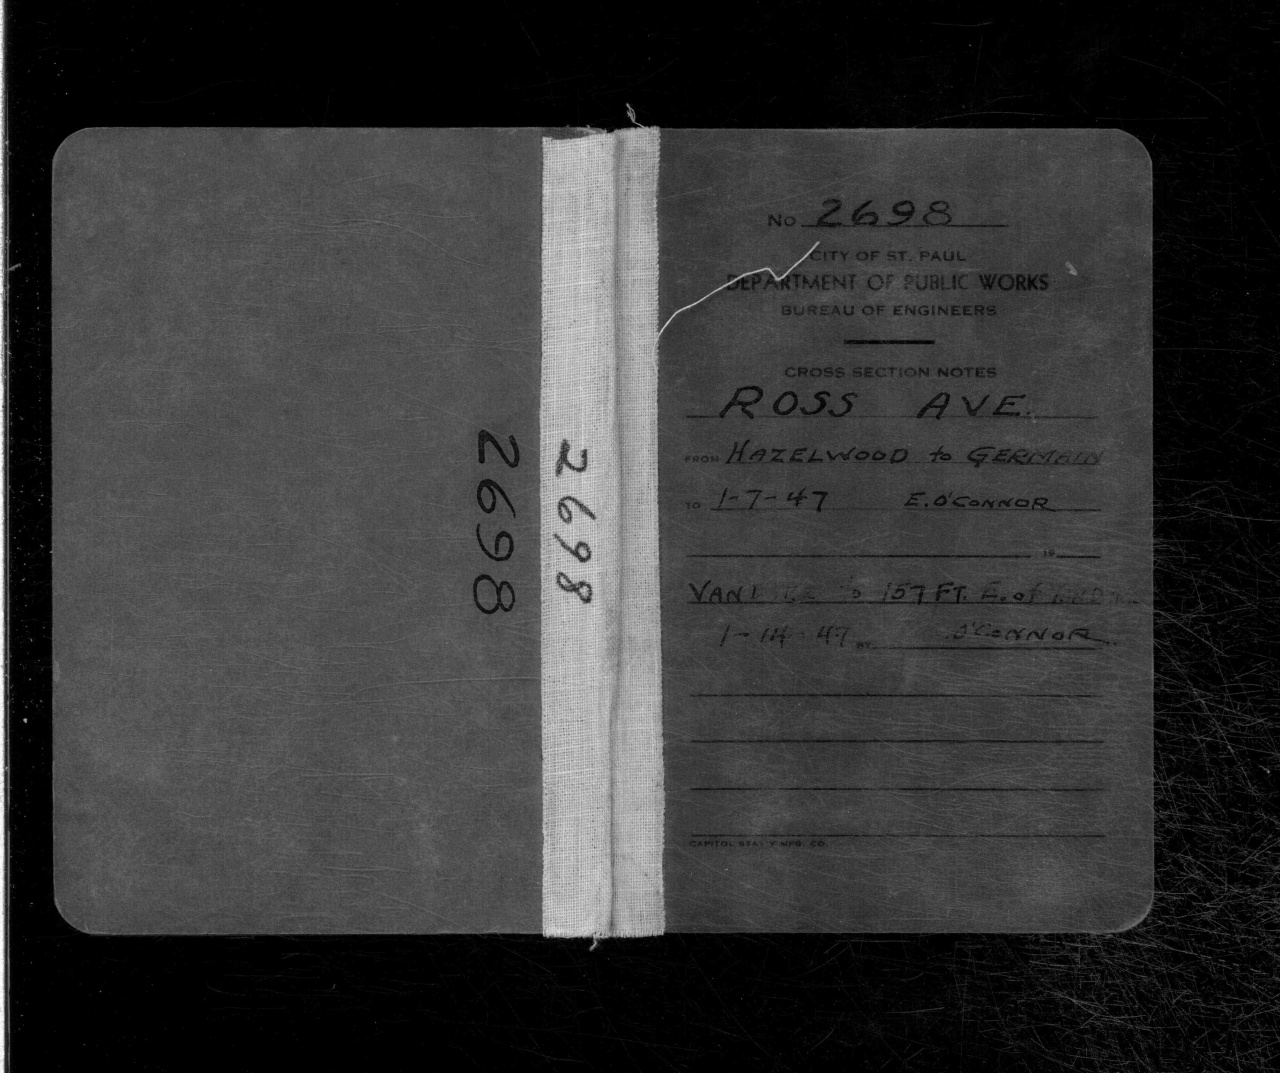 2698
2698
No 2698
CITY OF ST. PAUL
DEPARTMENT OF PUBLIC WORKS
BUREAU OF ENGINEERS
CROSS SECTION NOTES
ROSS AVE.
FROM HAZELWOOD to GERMAIN
TO 1-7-47 E. O'CONNOR
19
157 FT. E. of
1-14-47 BY O'CONNOR
CAPITOL STA'Y MFG. CO.